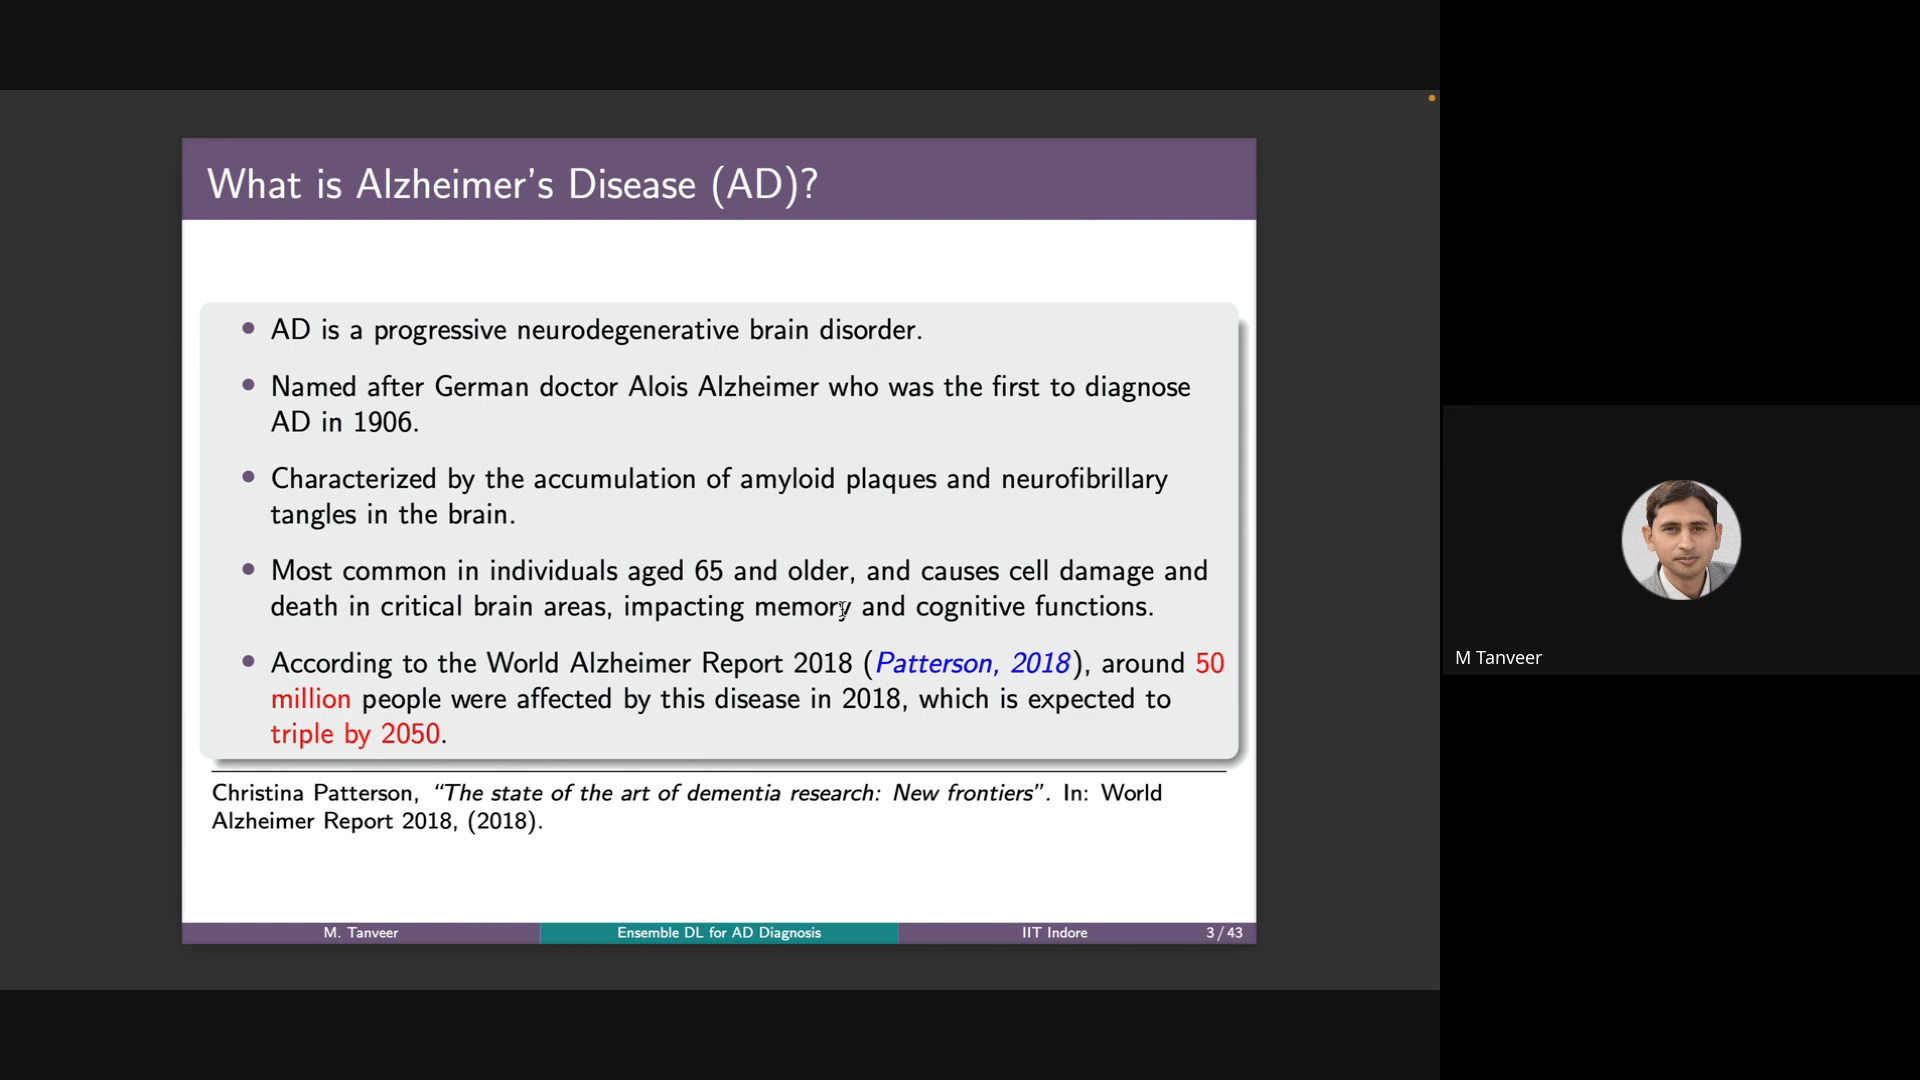 What is Alzheimer's Disease (AD)?
AD is a progressive neurodegenerative brain disorder.
Named after German doctor Alois Alzheimer who was the first to diagnose
AD in 1906.
Characterized by the accumulation of amyloid plaques and neurofibrillary
tangles in the brain.
Most common in individuals aged 65 and older, and causes cell damage and
death in critical brain areas, impacting memory and cognitive functions.
According to the World Alzheimer Report 2018 (Patterson, 2018), around 50
million people were affected by this disease in 2018, which is expected to
triple by 2050.
Christina Patterson, “The state of the art of dementia research: New frontiers”. In: World
Alzheimer Report 2018, (2018).
M. Tanveer
Ensemble DL for AD Diagnosis
IIT Indore
3 / 43
M Tanveer